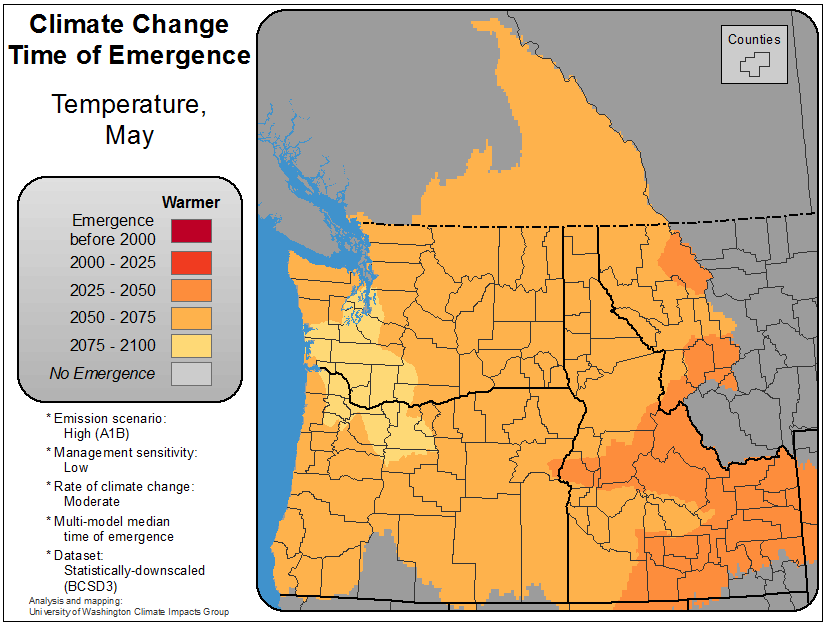 Climate Change
Time of Emergence
Temperature,
May
Warmer
Emergence
before 2000
2000 - 2025
2025 - 2050
2050 - 2075
2075 - 2100
No Emergence
* Emission scenario:
High (A1B)
* Management sensitivity:
Low
* Rate of climate change:
Moderate
* Multi-model median
time of emergence
* Dataset:
Statistically-downscaled
(BCSD3)
Analysis and mapping:
University of Washington Climate Impacts Group
Counties